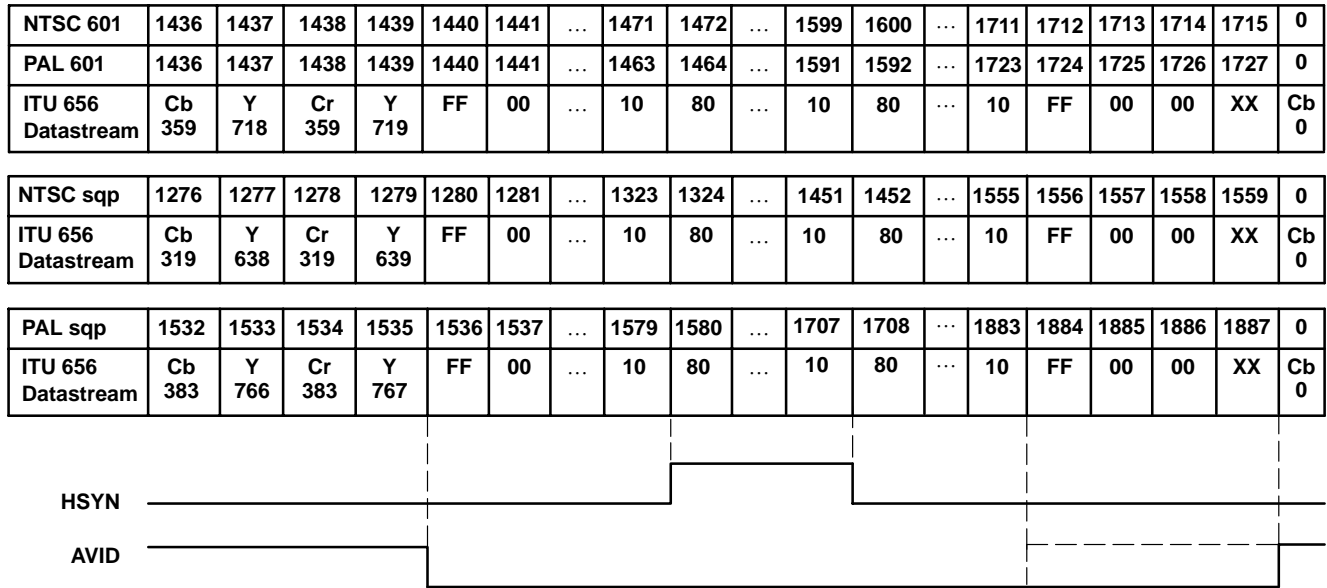 NTSC 601 1436 1437 1438 1439 1440 1441 … 1471 1472 … 1599 1600 … 1711 1712 1713 1714 1715 0
PAL 601 1436 1437 1438 1439 1440 1441 … 1463 1464 … 1591 1592 … 1723 1724 1725 1726 1727 0
ITU 656 Cb Y Cr Y FF 00 … 10 80 … 10 80 … 10 FF 00 00 XX Cb
Datastream 359 718 359 719 0
NTSC sqp 1276 1277 1278 1279 1280 1281 … 1323 1324 … 1451 1452 … 1555 1556 1557 1558 1559 0
ITU 656 Cb Y Cr Y FF 00 … 10 80 … 10 80 … 10 FF 00 00 XX Cb
Datastream 319 638 319 639 0
PAL sqp 1532 1533 1534 1535 1536 1537 … 1579 1580 … 1707 1708 … 1883 1884 1885 1886 1887 0
ITU 656 Cb Y Cr Y FF 00 … 10 80 … 10 80 … 10 FF 00 00 XX Cb
Datastream 383 766 383 767 0
HSYN
AVID